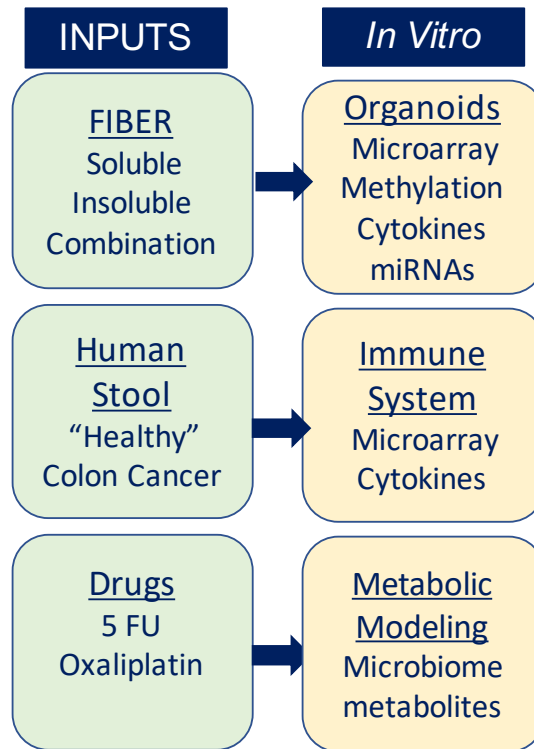 INPUTS
In Vitro
FIBER
Soluble
Insoluble
Combination
Organoids
Microarray
Methylation
Cytokines
miRNAs
Human
Stool
“Healthy”
Colon Cancer
Immune
System
Microarray
Cytokines
Drugs
5 FU
Oxaliplatin
Metabolic
Modeling
Microbiome
metabolites